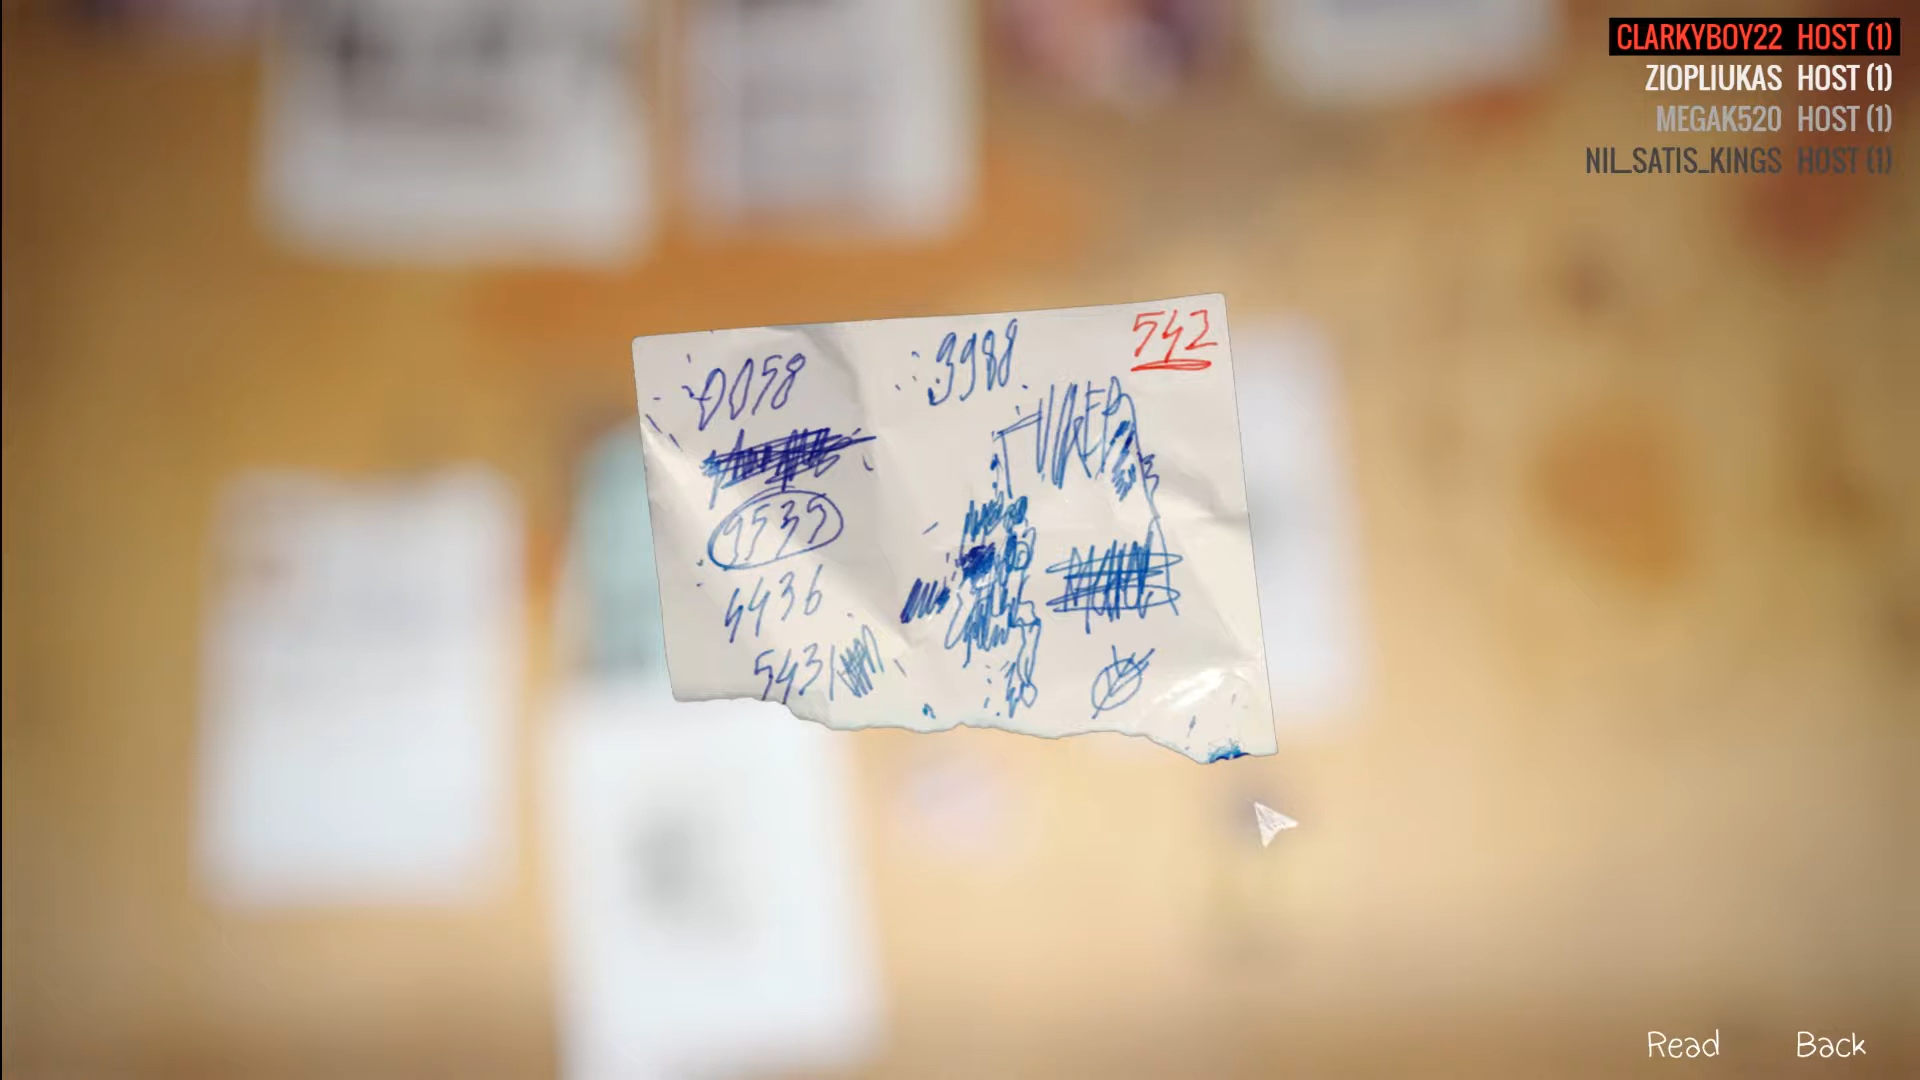 CLARKYBOY22 HOST (1)
ZIOPLIUKAS HOST (1)
MEGAK520 HOST (1)
NIL_SATIS_KINGS HOST (1)
542
3988
0058
9539
5436
5431
Read Back